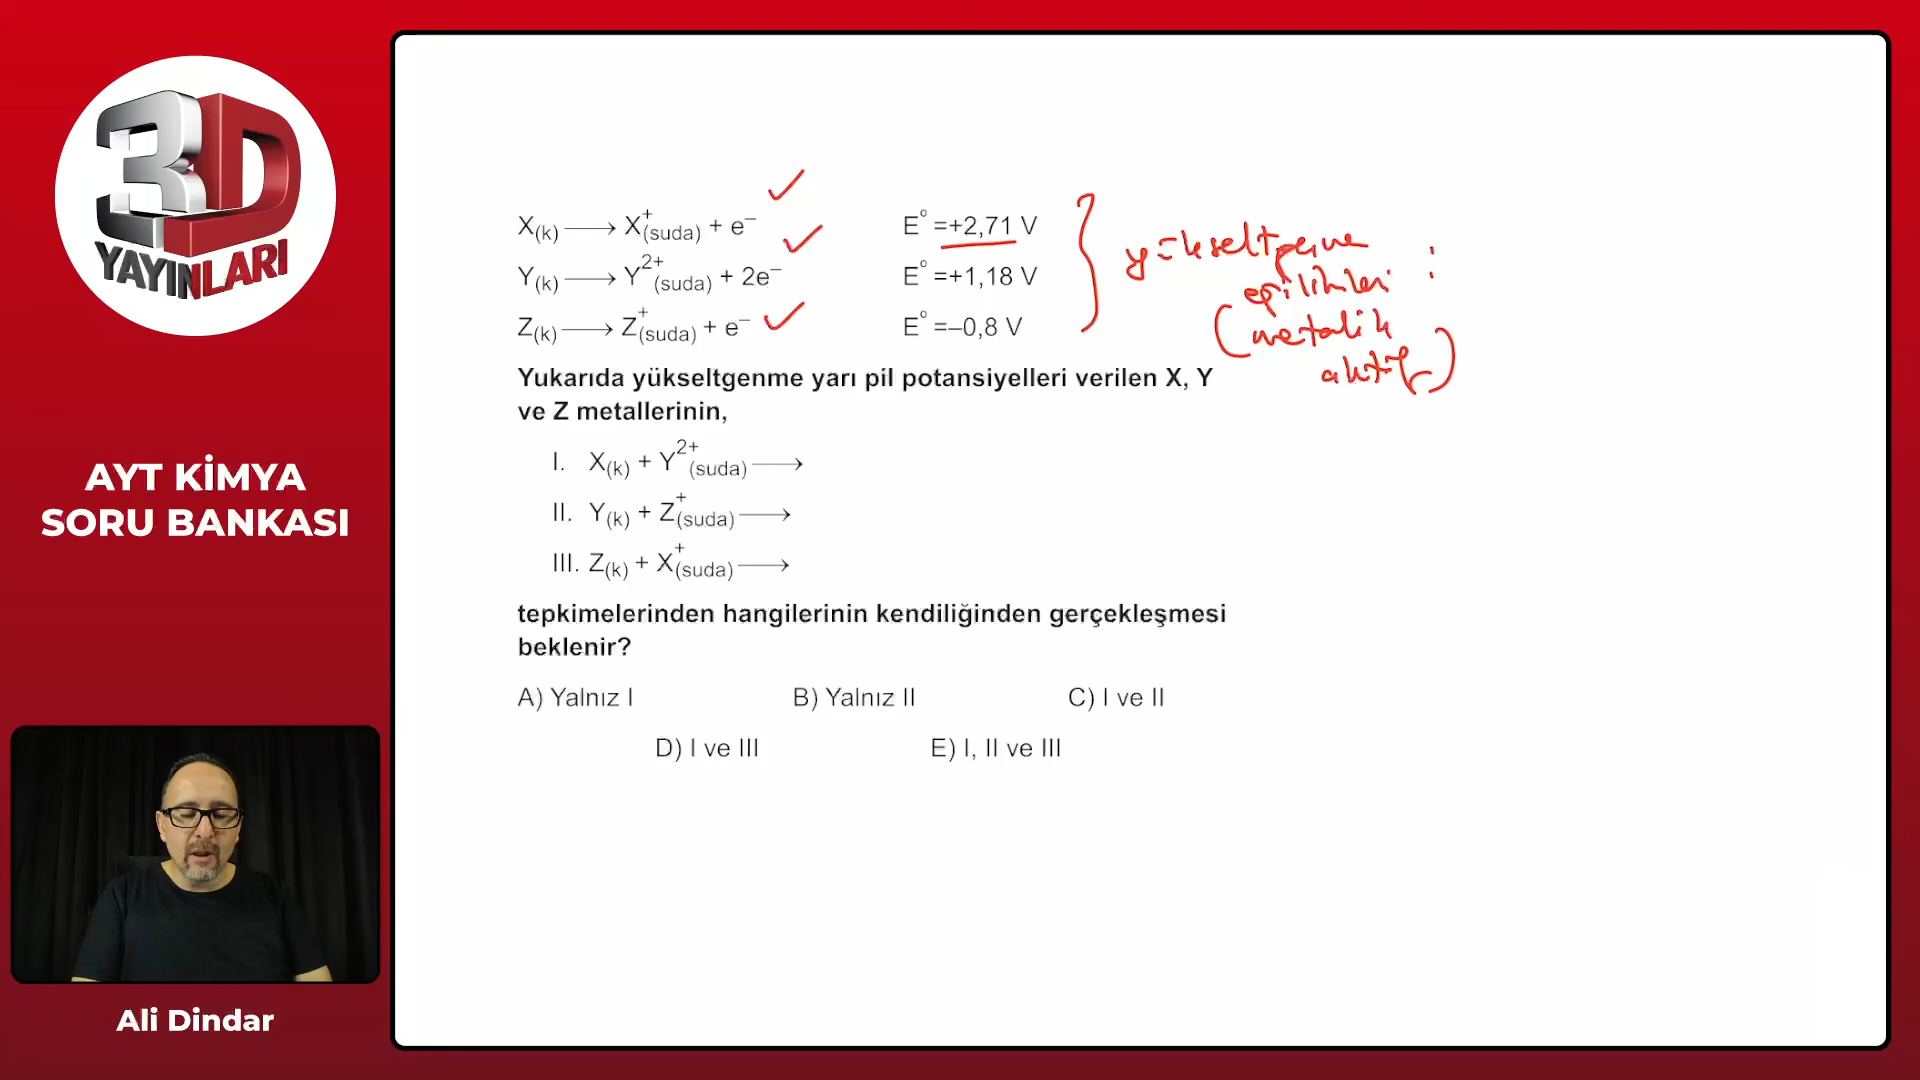 3D
YAYINLARI
AYT KİMYA
SORU BANKASI
Ali Dindar
X(k) ⟶ X⁺(suda) + e⁻ E° =+2,71 V
Y(k) ⟶ Y²⁺(suda) + 2e⁻ E° =+1,18 V
Z(k) ⟶ Z⁺(suda) + e⁻ E° =–0,8 V
yükseltgenme
eğilimleri :
(metalik
aktif)
Yukarıda yükseltgenme yarı pil potansiyelleri verilen X, Y
ve Z metallerinin,
I. X(k) + Y²⁺(suda) ⟶
II. Y(k) + Z⁺(suda) ⟶
III. Z(k) + X⁺(suda) ⟶
tepkimelerinden hangilerinin kendiliğinden gerçekleşmesi
beklenir?
A) Yalnız I B) Yalnız II C) I ve II
D) I ve III E) I, II ve III